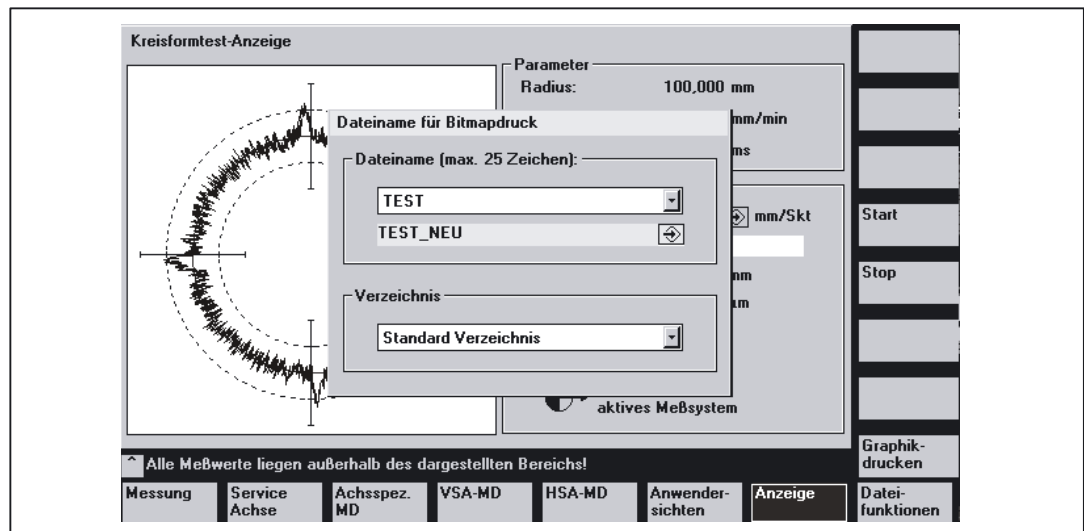 Kreisformtest-Anzeige
Parameter
Radius: 100,000 mm
mm/min
ms
Dateiname für Bitmapdruck
Dateiname (max. 25 Zeichen):
TEST
TEST_NEU
mm/Skt
Verzeichnis
Standard Verzeichnis
aktives Meßsystem
Start
Stop
Graphik-
drucken
^ Alle Meßwerte liegen außerhalb des dargestellten Bereichs!
Messung
Service
Achse
Achsspez.
MD
VSA-MD
HSA-MD
Anwender-
sichten
Anzeige
Datei-
funktionen